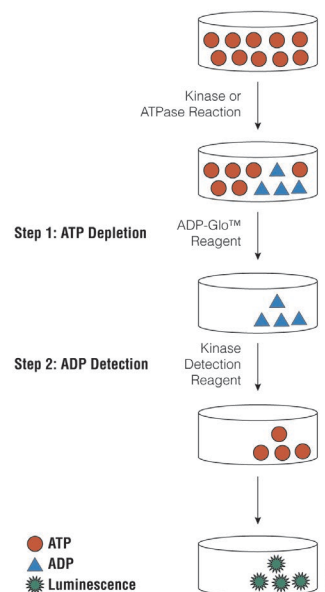 Kinase or
ATPase Reaction
Step 1: ATP Depletion
ADP-Glo™
Reagent
Step 2: ADP Detection
Kinase
Detection
Reagent
ATP
ADP
Luminescence